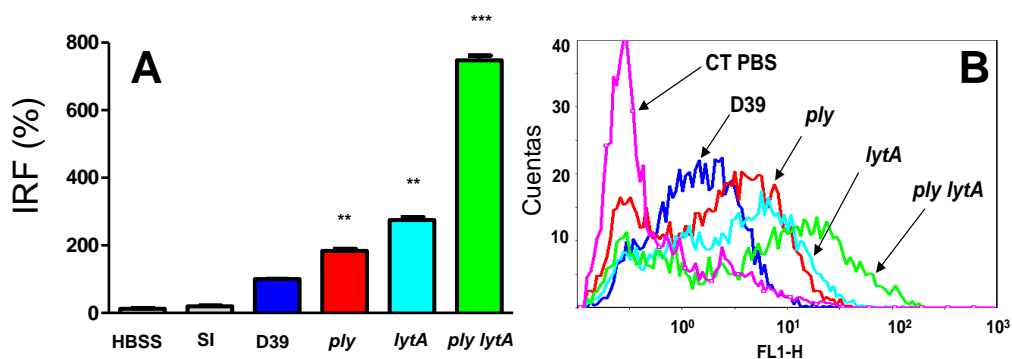 A
IRF (%)
800
600
400
200
0
**
**
***
HBSS SI D39 ply lytA ply lytA
B
Cuentas
40
30
20
10
CT PBS
D39
ply
lytA
ply lytA
10⁰ 10¹ 10² 10³
FL1-H